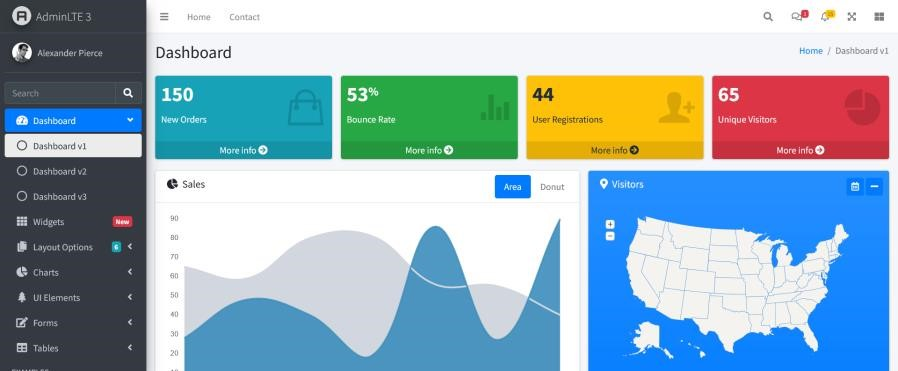 AdminLTE 3
Home
Contact
3
15
Alexander Pierce
Search
Dashboard
Dashboard v1
Dashboard v2
Dashboard v3
Widgets
New
Layout Options
6
Charts
UI Elements
Forms
Tables
Dashboard
Home / Dashboard v1
150
New Orders
More info
53%
Bounce Rate
More info
44
User Registrations
More info
65
Unique Visitors
More info
Sales
Area
Donut
90
80
70
60
50
40
30
20
Visitors
+
−